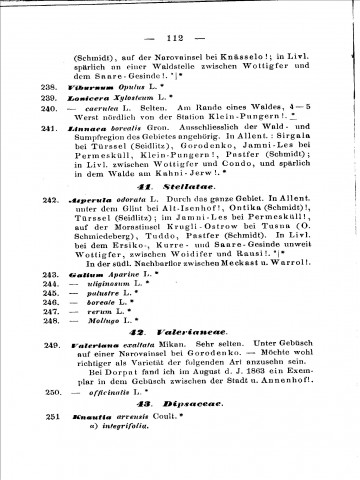 — 112 —
(Schmidt), auf der Narovainsel bei Knässelo!; in Livl.
spärlich an einer Waldstelle zwischen Wottigfer und
dem Saare-Gesinde!. *|*
238. Viburnum Opulus L. *
239. Lonicera Xylosteum L. *
240. — caerulea L. Selten. Am Rande eines Waldes, 4—5
Werst nördlich von der Station Klein-Pungern!. *
241. Linnaea borealis Gron. Ausschliesslich der Wald- und
Sumpfregion des Gebietes angehörig. In Allent.: Sirgala
bei Türssel (Seidlitz), Gorodenko, Jamni-Les bei
Permesküll, Klein-Pungern!, Pastfer (Schmidt);
in Livl. zwischen Wottigfer und Condo, und spärlich
in dem Walde am Kahni-Jerw!. *
41. Stellatae.
242. Asperula odorata L. Durch das ganze Gebiet. In Allent.
unter dem Glint bei Alt-Isenhof!, Ontika (Schmidt)!,
Türssel (Seidlitz); im Jamni-Les bei Permesküll!,
auf der Morastinsel Krugli-Ostrow bei Tusna (O.
Schmiedeberg), Tuddo, Pastfer (Schmidt). In Livl.
bei dem Ersiko-, Kurre- und Saare-Gesinde unweit
Wottigfer, zwischen Woidifer und Rausi!. *|*
In der südl. Nachbarflor zwischen Meckast u. Warrol!.
243. Galium Aparine L. *
244. — uliginosum L. *
245. — palustre L. *
246. — boreale L. *
247. — verum L. *
248. — Mollugo L. *
42. Valerianeae.
249. Valeriana exaltata Mikan. Sehr selten. Unter Gebüsch
auf einer Narovainsel bei Gorodenko. — Möchte wohl
richtiger als Varietät der folgenden Art anzusehn sein.
Bei Dorpat fand ich im August d. J. 1863 ein Exem-
plar in dem Gebüsch zwischen der Stadt u. Annenhof!.
250. — officinalis L. *
43. Dipsaceae.
251 Knautia arvensis Coult. *
α) integrifolia.